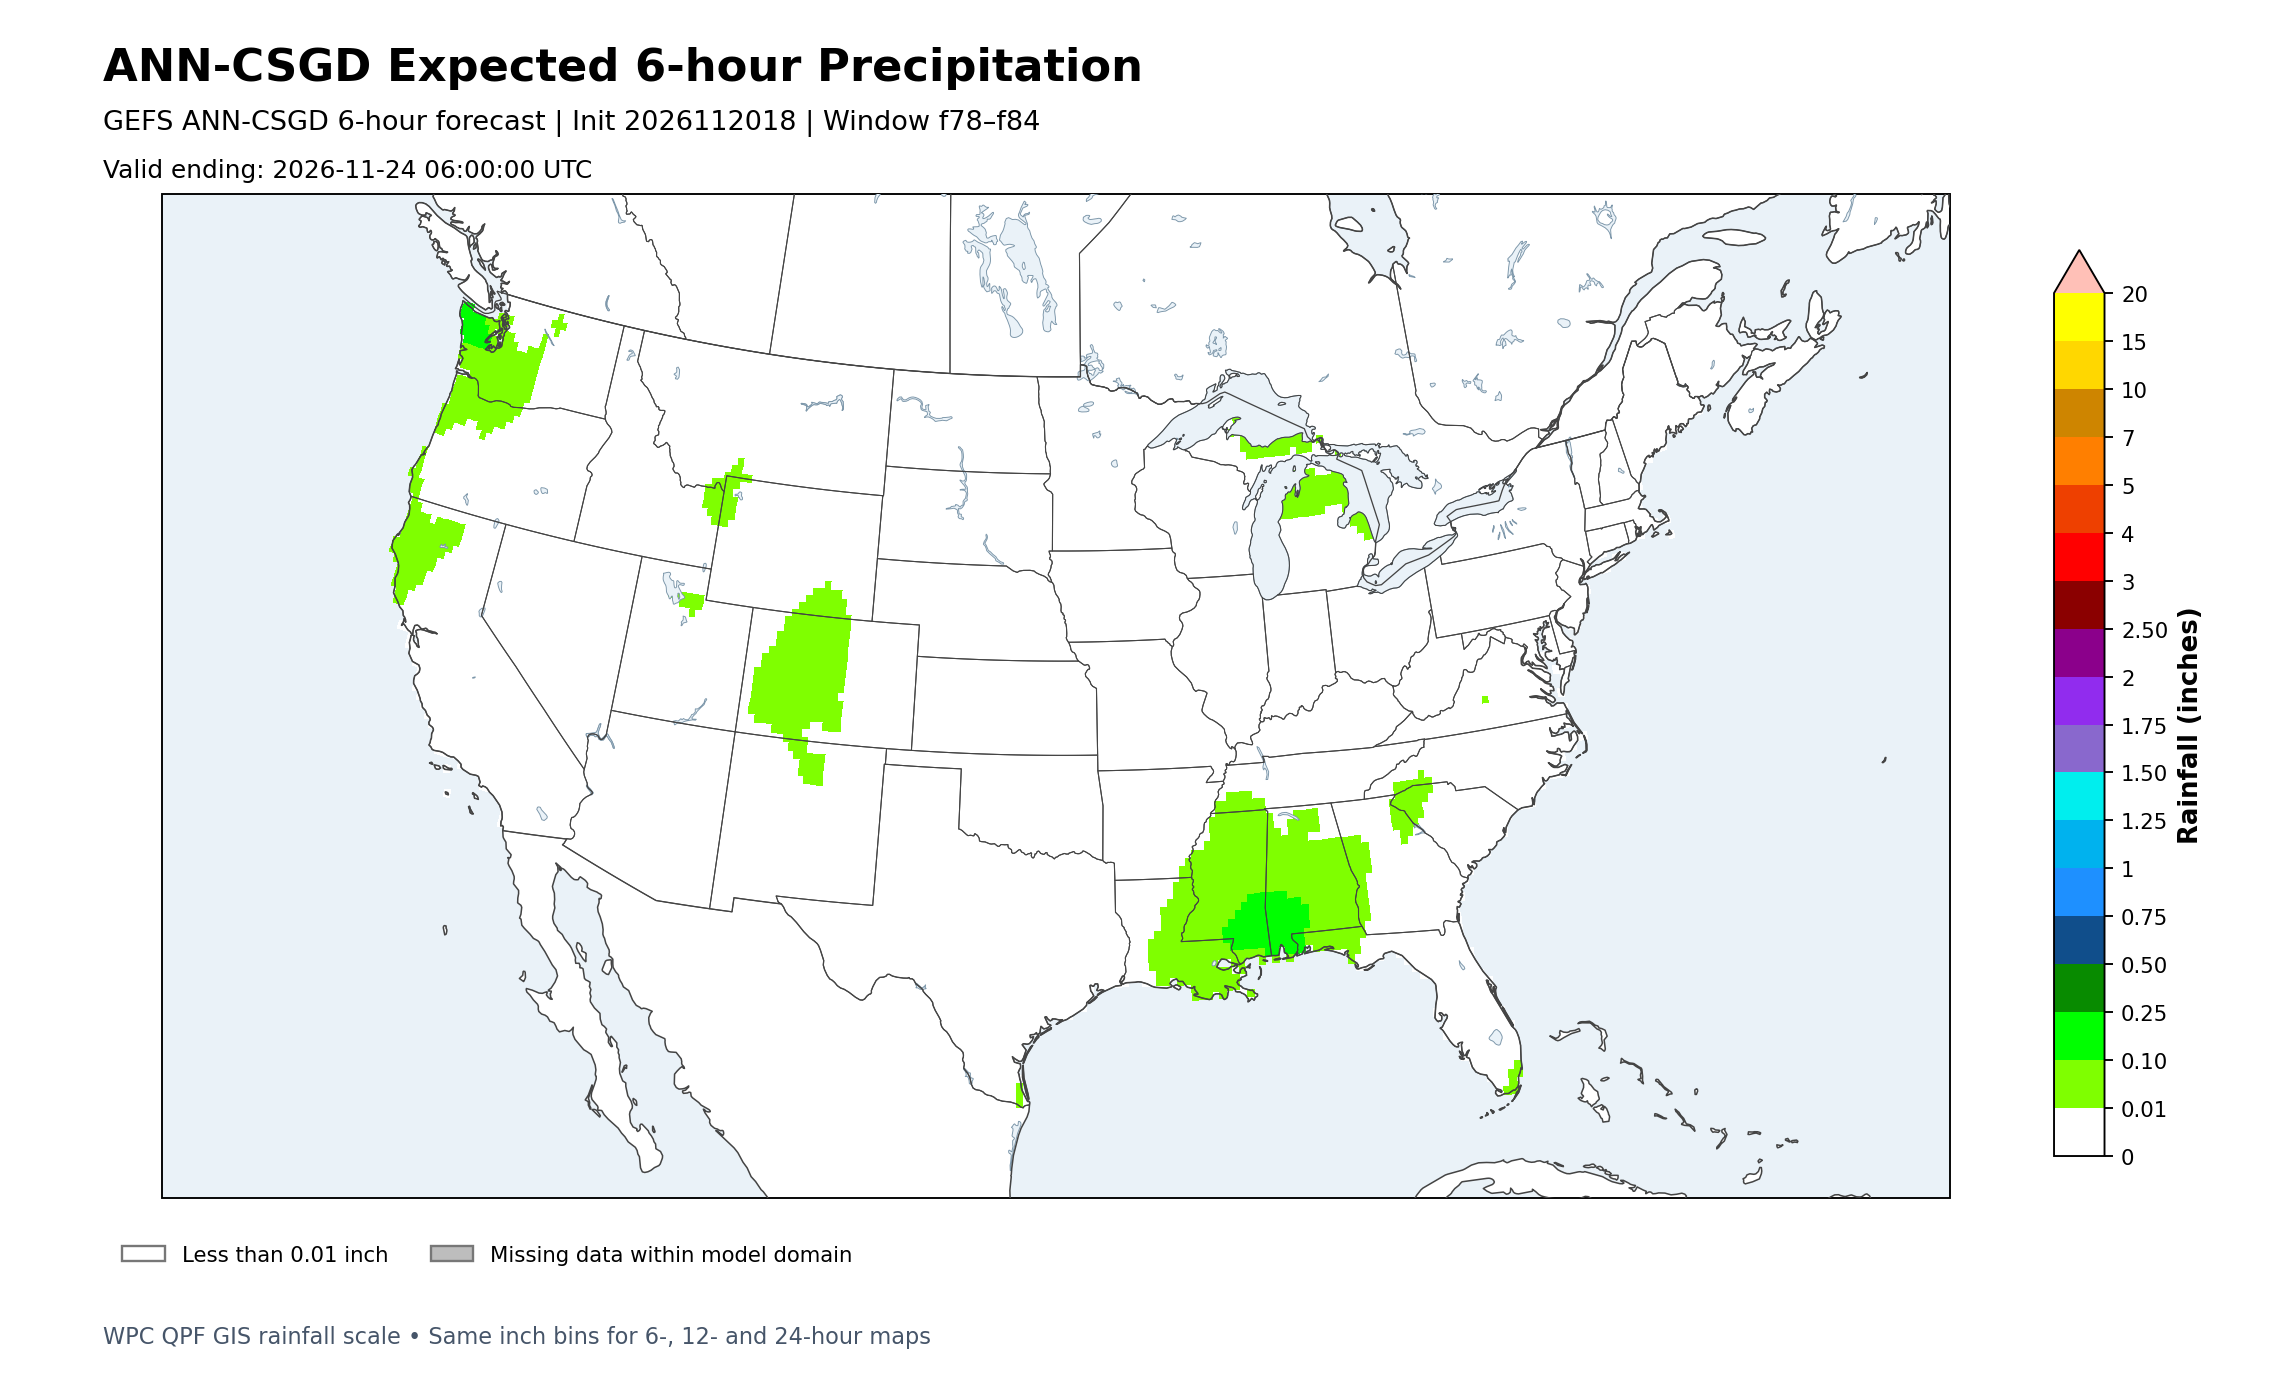 ANN-CSGD Expected 6-hour Precipitation
GEFS ANN-CSGD 6-hour forecast | Init 2026112018 | Window f78–f84
Valid ending: 2026-11-24 06:00:00 UTC
20
15
10
7
5
4
3
2.50
2
1.75
1.50
1.25
1
0.75
0.50
0.25
0.10
0.01
0
Rainfall (inches)
Less than 0.01 inch
Missing data within model domain
WPC QPF GIS rainfall scale • Same inch bins for 6-, 12- and 24-hour maps